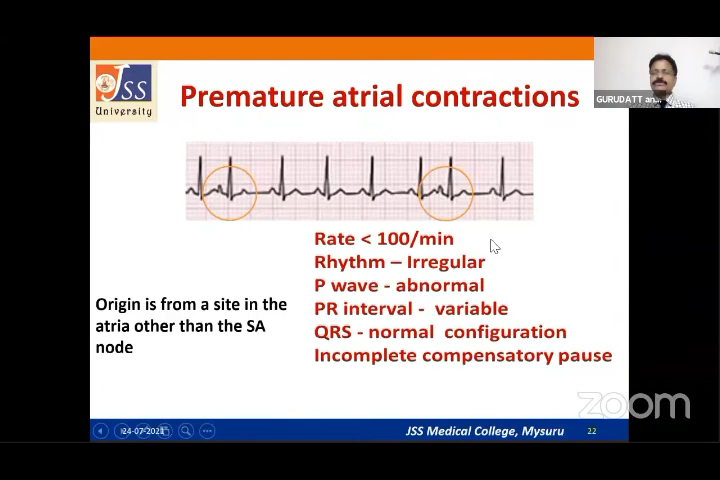 JSS
University
Premature atrial contractions
GURUDATT an
Rate < 100/min
Rhythm – Irregular
P wave - abnormal
PR interval - variable
QRS - normal configuration
Incomplete compensatory pause
Origin is from a site in the
atria other than the SA
node
zoom
24-07-2021
JSS Medical College, Mysuru
22